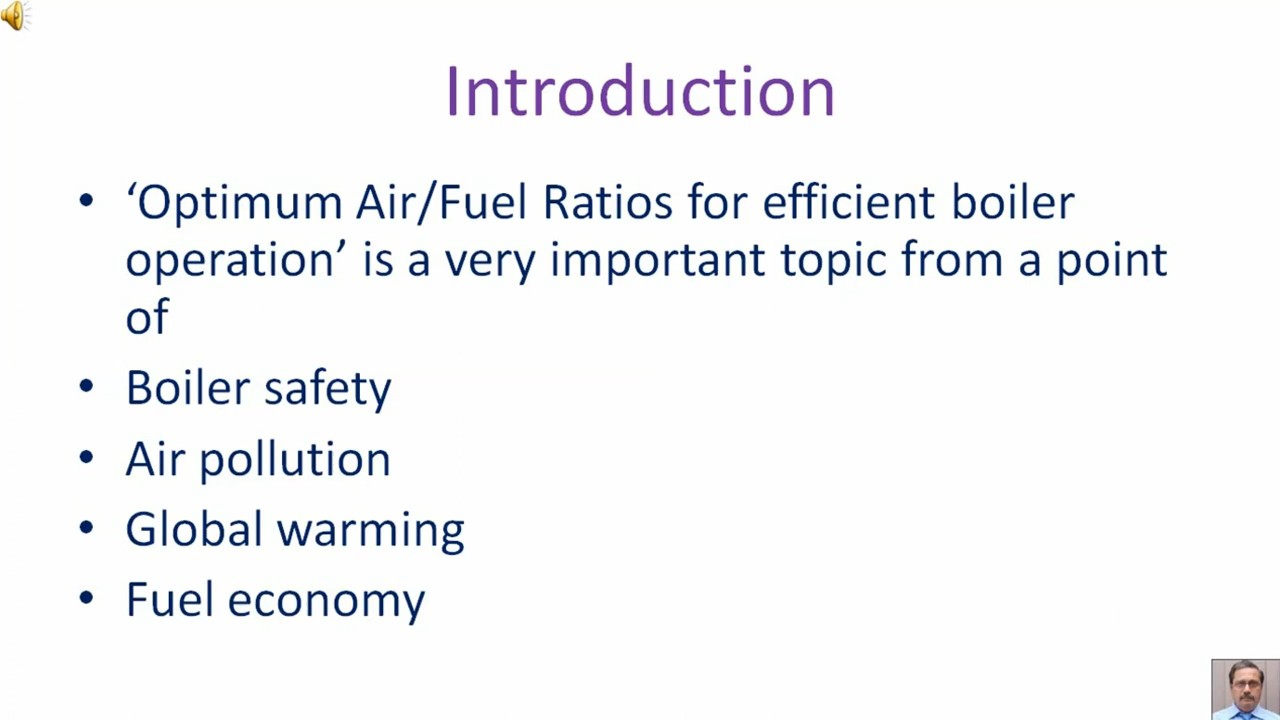 Introduction
• ‘Optimum Air/Fuel Ratios for efficient boiler
operation’ is a very important topic from a point
of
• Boiler safety
• Air pollution
• Global warming
• Fuel economy